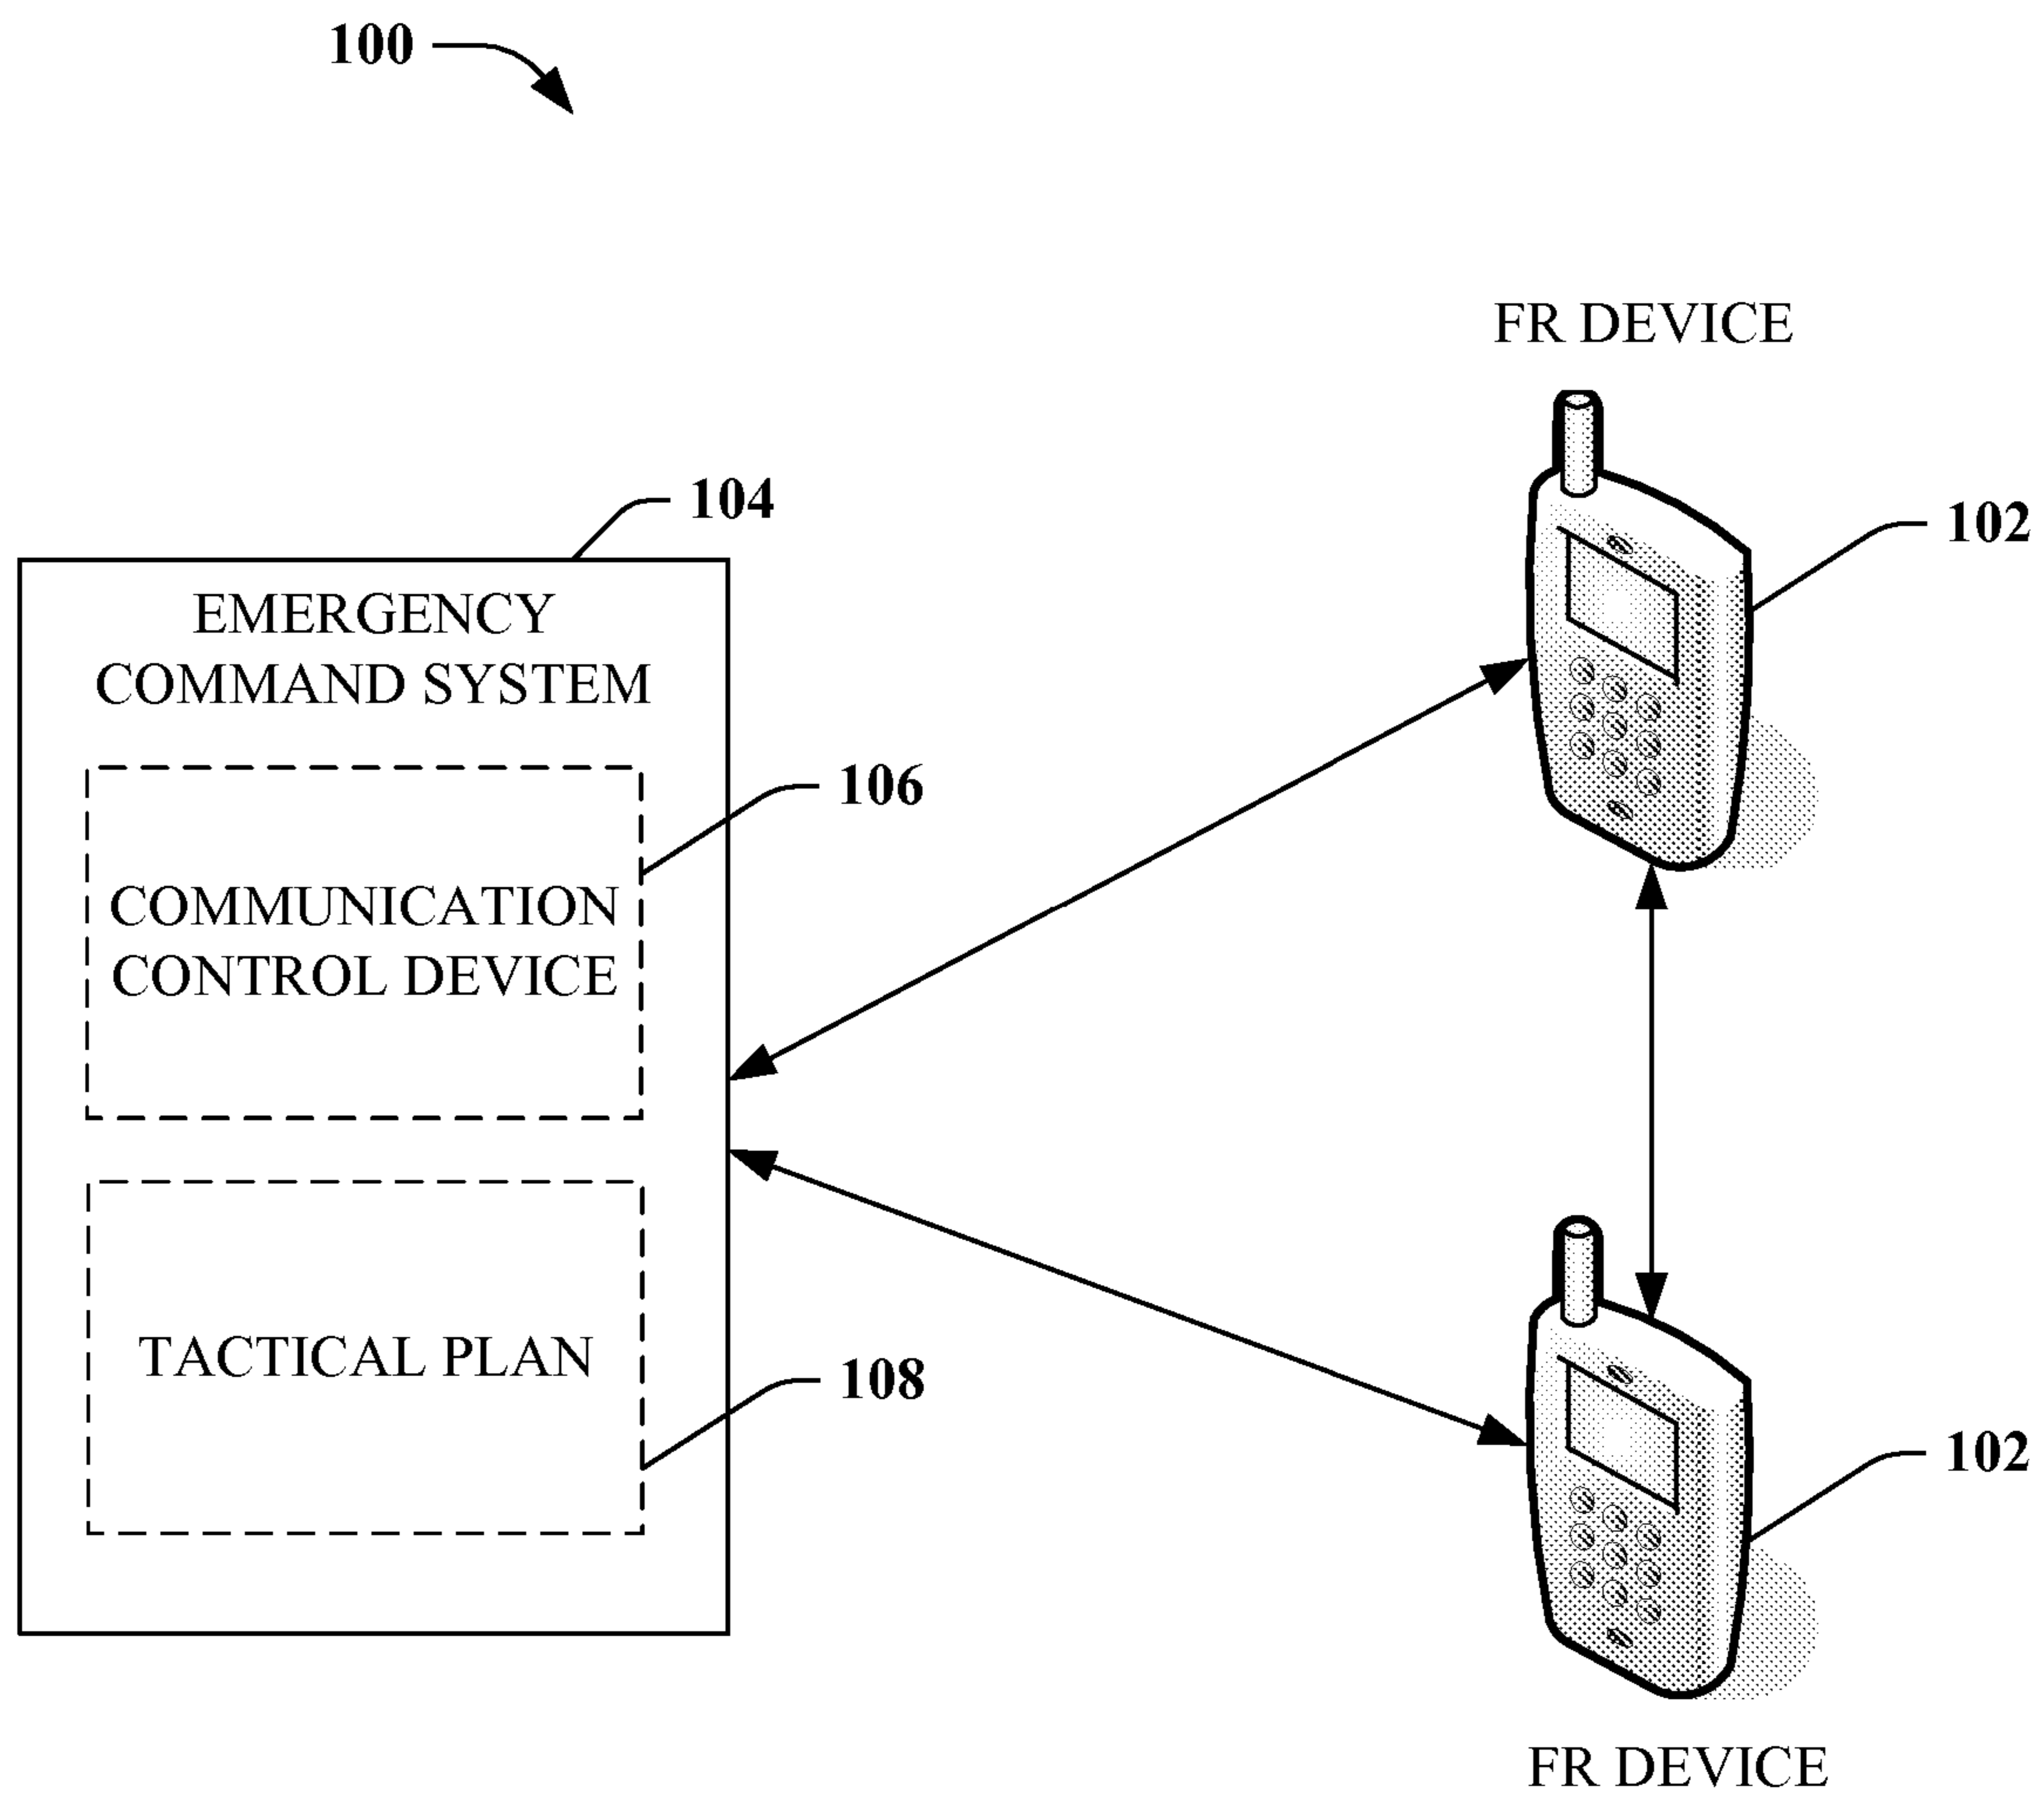 100
FR DEVICE
104
102
EMERGENCY
COMMAND SYSTEM
106
COMMUNICATION
CONTROL DEVICE
TACTICAL PLAN
108
102
FR DEVICE